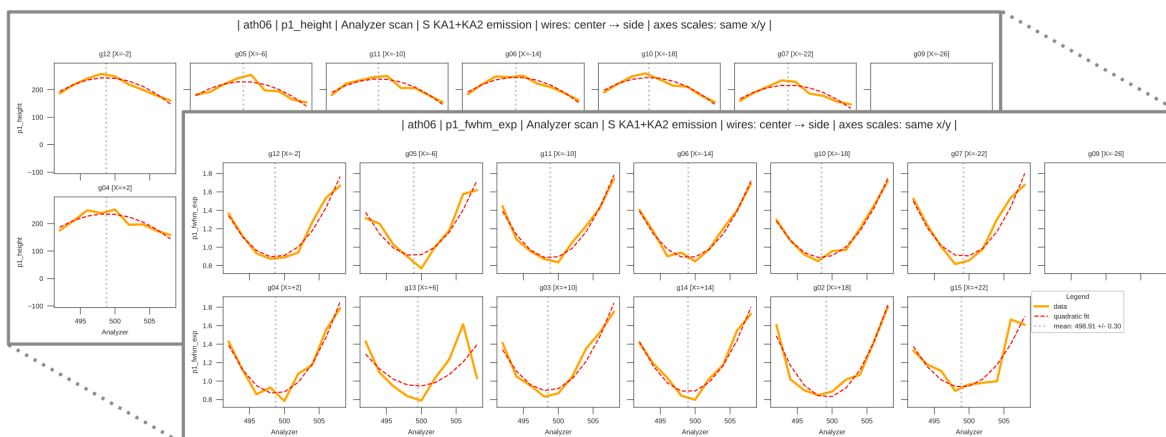 | ath06 | p1_height | Analyzer scan | S KA1+KA2 emission | wires: center ⇢ side | axes scales: same x/y |
g12 [X=-2] g05 [X=-6] g11 [X=-10] g06 [X=-14] g10 [X=-18] g07 [X=-22] g09 [X=-26]
p1_height
200
100
0
−100
g04 [X=+2]
p1_height
200
100
0
−100
495 500 505
Analyzer
| ath06 | p1_fwhm_exp | Analyzer scan | S KA1+KA2 emission | wires: center ⇢ side | axes scales: same x/y |
g12 [X=-2] g05 [X=-6] g11 [X=-10] g06 [X=-14] g10 [X=-18] g07 [X=-22] g09 [X=-26]
p1_fwhm_exp
1.8
1.6
1.4
1.2
1.0
0.8
g04 [X=+2] g13 [X=+6] g03 [X=+10] g14 [X=+14] g02 [X=+18] g15 [X=+22]
p1_fwhm_exp
1.8
1.6
1.4
1.2
1.0
0.8
495 500 505 495 500 505 495 500 505 495 500 505 495 500 505 495 500 505
Analyzer Analyzer Analyzer Analyzer Analyzer Analyzer
Legend
data
quadratic fit
mean: 498.91 +/- 0.30